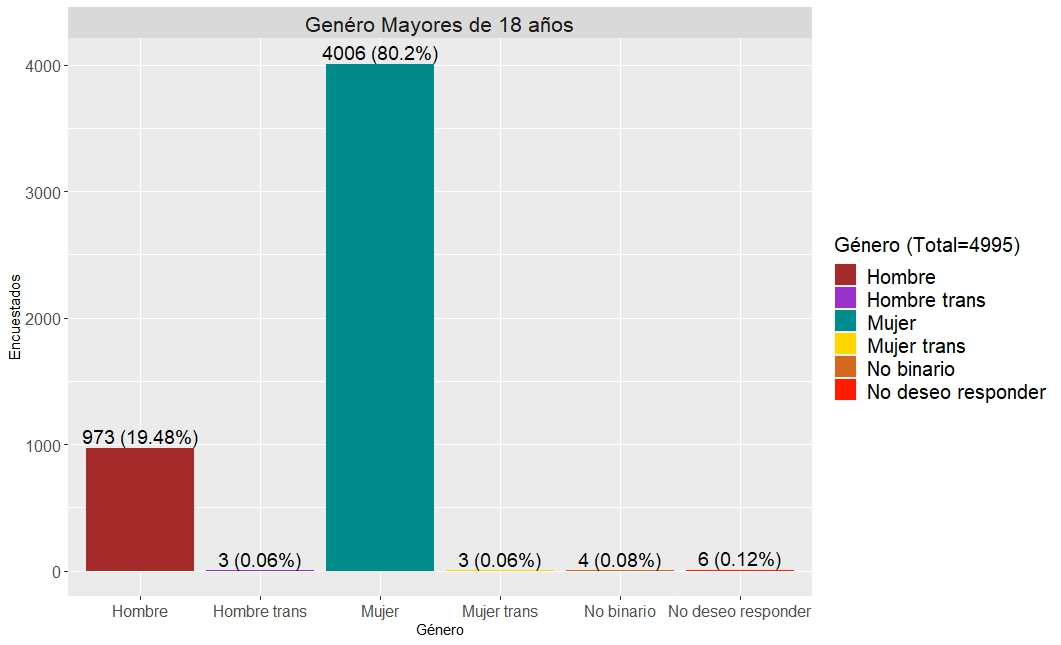 Genéro Mayores de 18 años
4006 (80.2%)
4000
3000
Género (Total=4995)
Hombre
Hombre trans
Mujer
Mujer trans
No binario
No deseo responder
Encuestados
2000
973 (19.48%)
1000
3 (0.06%)
3 (0.06%)
4 (0.08%)
6 (0.12%)
0
Hombre
Hombre trans
Mujer
Mujer trans
No binario
No deseo responder
Género